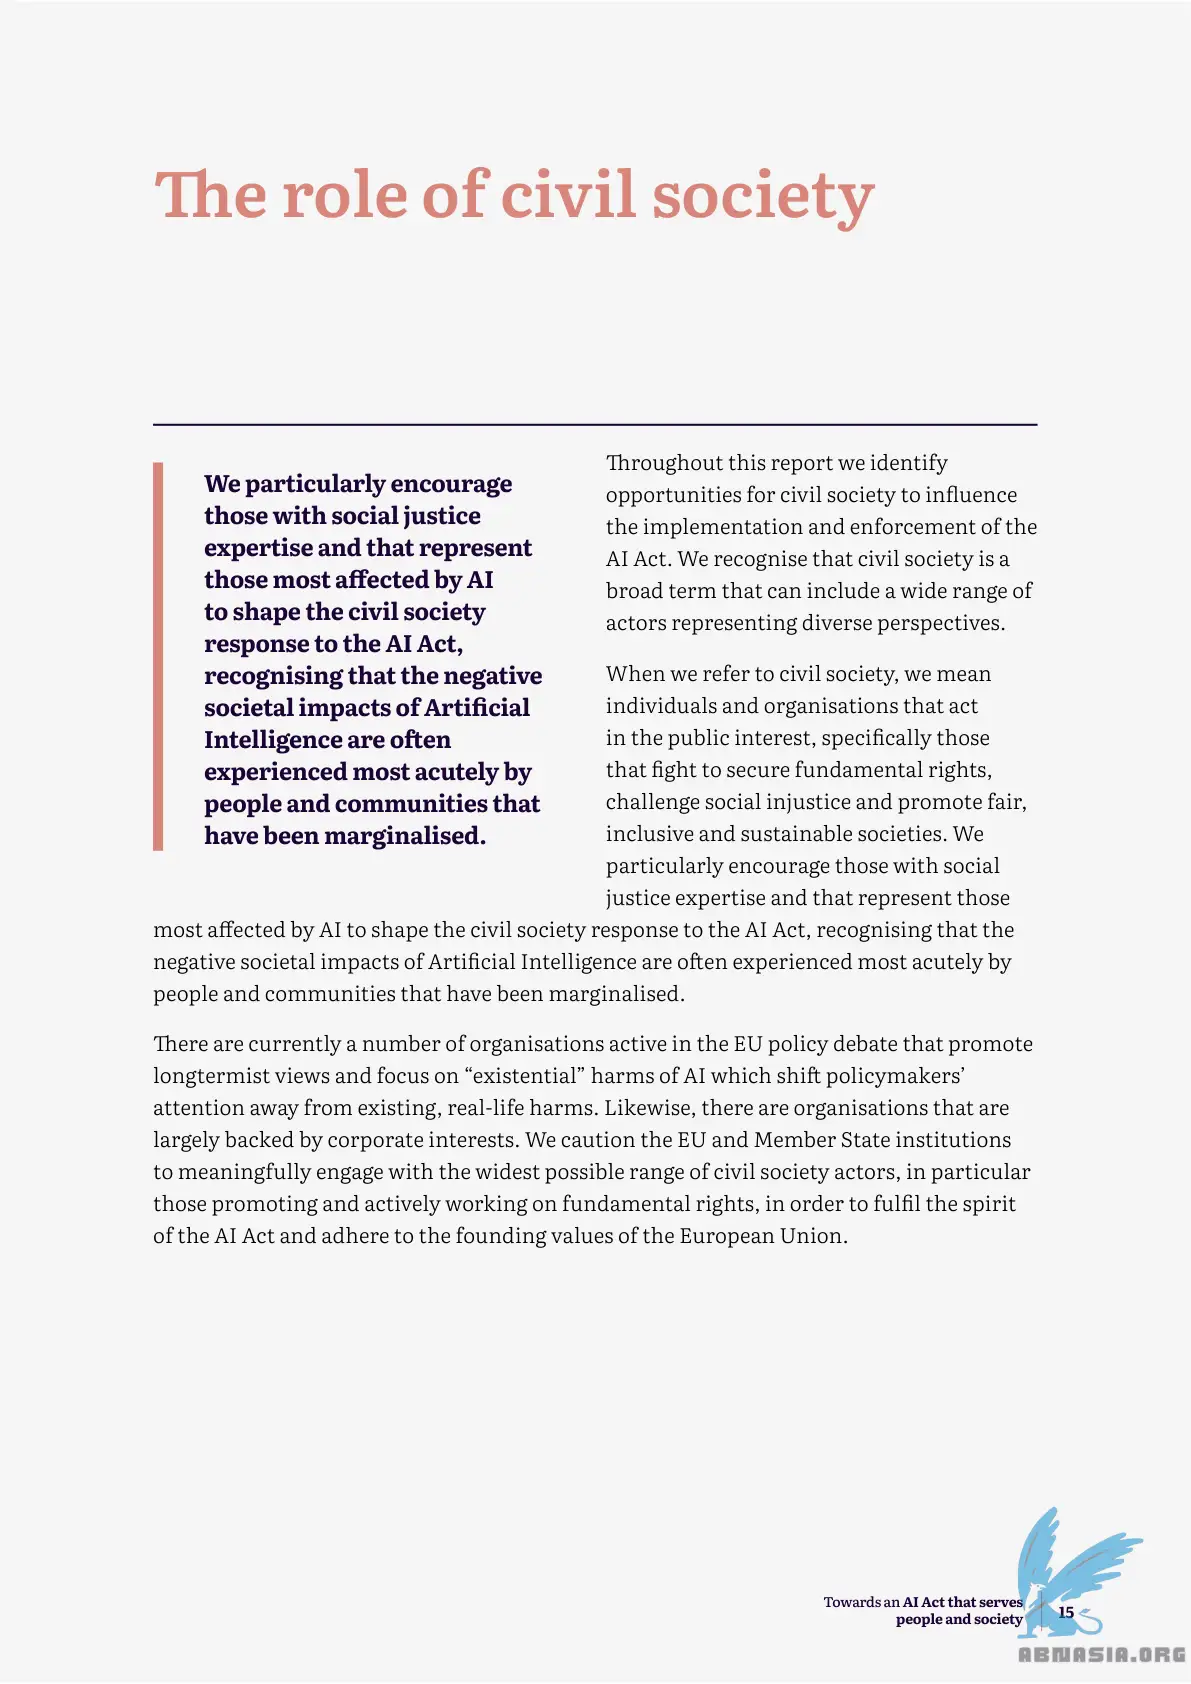 The role of civil society
We particularly encourage
those with social justice
expertise and that represent
those most affected by AI
to shape the civil society
response to the AI Act,
recognising that the negative
societal impacts of Artificial
Intelligence are often
experienced most acutely by
people and communities that
have been marginalised.
Throughout this report we identify
opportunities for civil society to influence
the implementation and enforcement of the
AI Act. We recognise that civil society is a
broad term that can include a wide range of
actors representing diverse perspectives.
When we refer to civil society, we mean
individuals and organisations that act
in the public interest, specifically those
that fight to secure fundamental rights,
challenge social injustice and promote fair,
inclusive and sustainable societies. We
particularly encourage those with social
justice expertise and that represent those
most affected by AI to shape the civil society response to the AI Act, recognising that the
negative societal impacts of Artificial Intelligence are often experienced most acutely by
people and communities that have been marginalised.
There are currently a number of organisations active in the EU policy debate that promote
longtermist views and focus on “existential” harms of AI which shift policymakers’
attention away from existing, real-life harms. Likewise, there are organisations that are
largely backed by corporate interests. We caution the EU and Member State institutions
to meaningfully engage with the widest possible range of civil society actors, in particular
those promoting and actively working on fundamental rights, in order to fulfil the spirit
of the AI Act and adhere to the founding values of the European Union.
Towards an AI Act that serves
people and society
15
ABNASIA.ORG